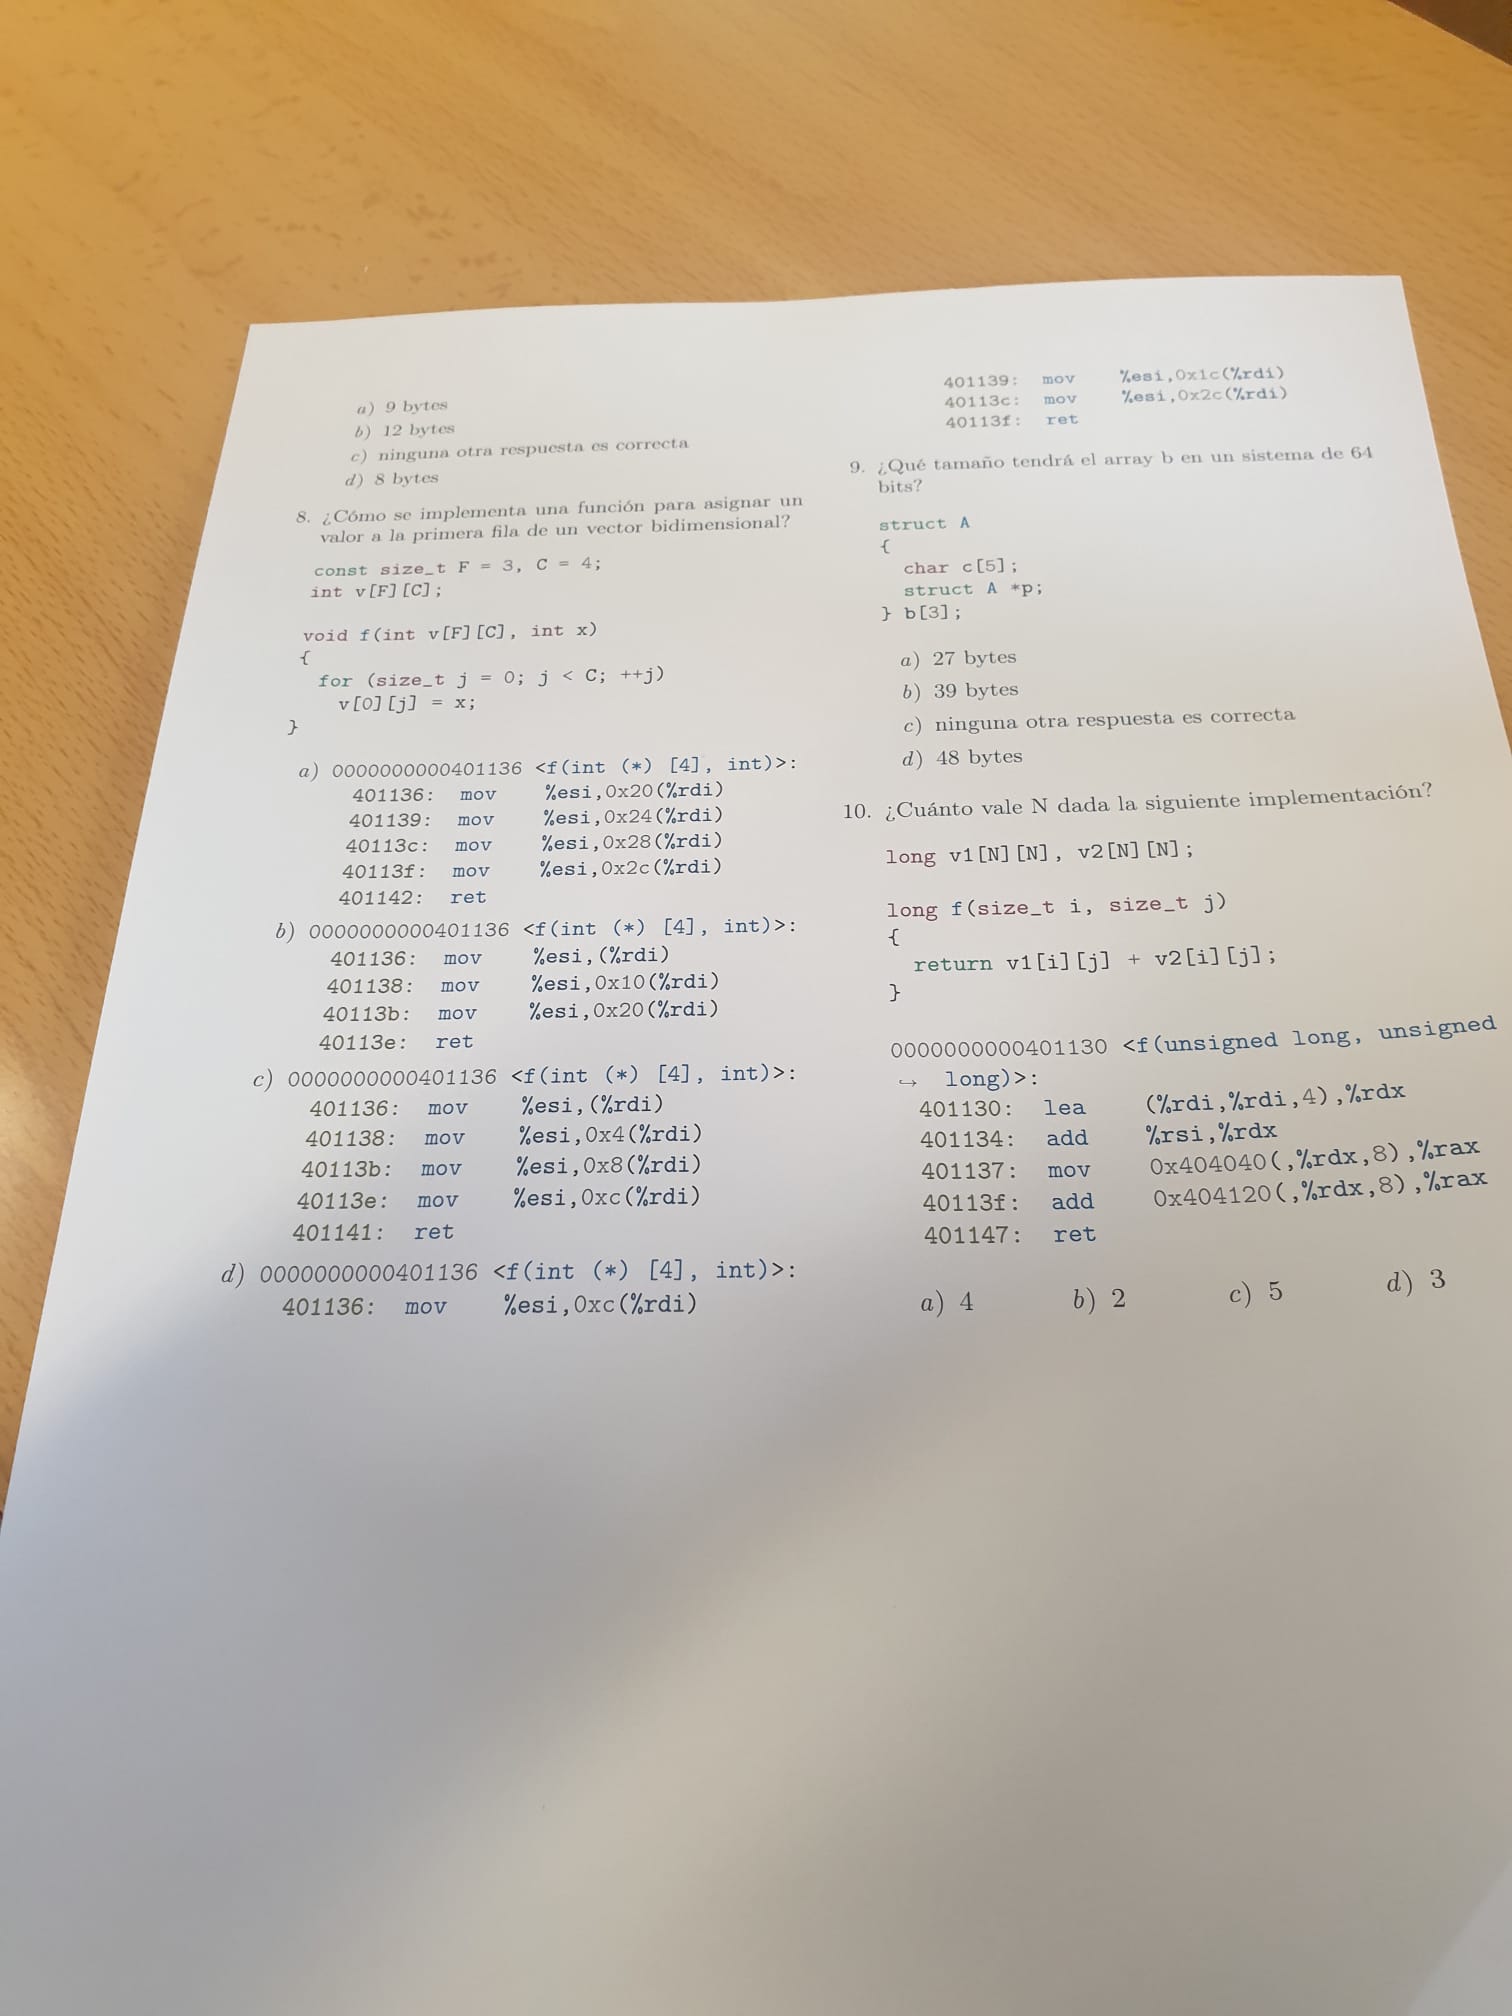 a) 9 bytes
b) 12 bytes
c) ninguna otra respuesta es correcta
d) 8 bytes
8. ¿Cómo se implementa una función para asignar un
valor a la primera fila de un vector bidimensional?
const size_t F = 3, C = 4;
int v[F][C];
void f(int v[F][C], int x)
{
for (size_t j = 0; j < C; ++j)
v[0][j] = x;
}
a) 0000000000401136 <f(int (*) [4], int)>:
401136: mov %esi,0x20(%rdi)
401139: mov %esi,0x24(%rdi)
40113c: mov %esi,0x28(%rdi)
40113f: mov %esi,0x2c(%rdi)
401142: ret
b) 0000000000401136 <f(int (*) [4], int)>:
401136: mov %esi,(%rdi)
401138: mov %esi,0x10(%rdi)
40113b: mov %esi,0x20(%rdi)
40113e: ret
c) 0000000000401136 <f(int (*) [4], int)>:
401136: mov %esi,(%rdi)
401138: mov %esi,0x4(%rdi)
40113b: mov %esi,0x8(%rdi)
40113e: mov %esi,0xc(%rdi)
401141: ret
d) 0000000000401136 <f(int (*) [4], int)>:
401136: mov %esi,0xc(%rdi)
401139: mov %esi,0x1c(%rdi)
40113c: mov %esi,0x2c(%rdi)
40113f: ret
9. ¿Qué tamaño tendrá el array b en un sistema de 64
bits?
struct A
{
char c[5];
struct A *p;
} b[3];
a) 27 bytes
b) 39 bytes
c) ninguna otra respuesta es correcta
d) 48 bytes
10. ¿Cuánto vale N dada la siguiente implementación?
long v1[N][N], v2[N][N];
long f(size_t i, size_t j)
{
return v1[i][j] + v2[i][j];
}
0000000000401130 <f(unsigned long, unsigned
↪ long)>:
401130: lea (%rdi,%rdi,4),%rdx
401134: add %rsi,%rdx
401137: mov 0x404040(,%rdx,8),%rax
40113f: add 0x404120(,%rdx,8),%rax
401147: ret
a) 4 b) 2 c) 5 d) 3